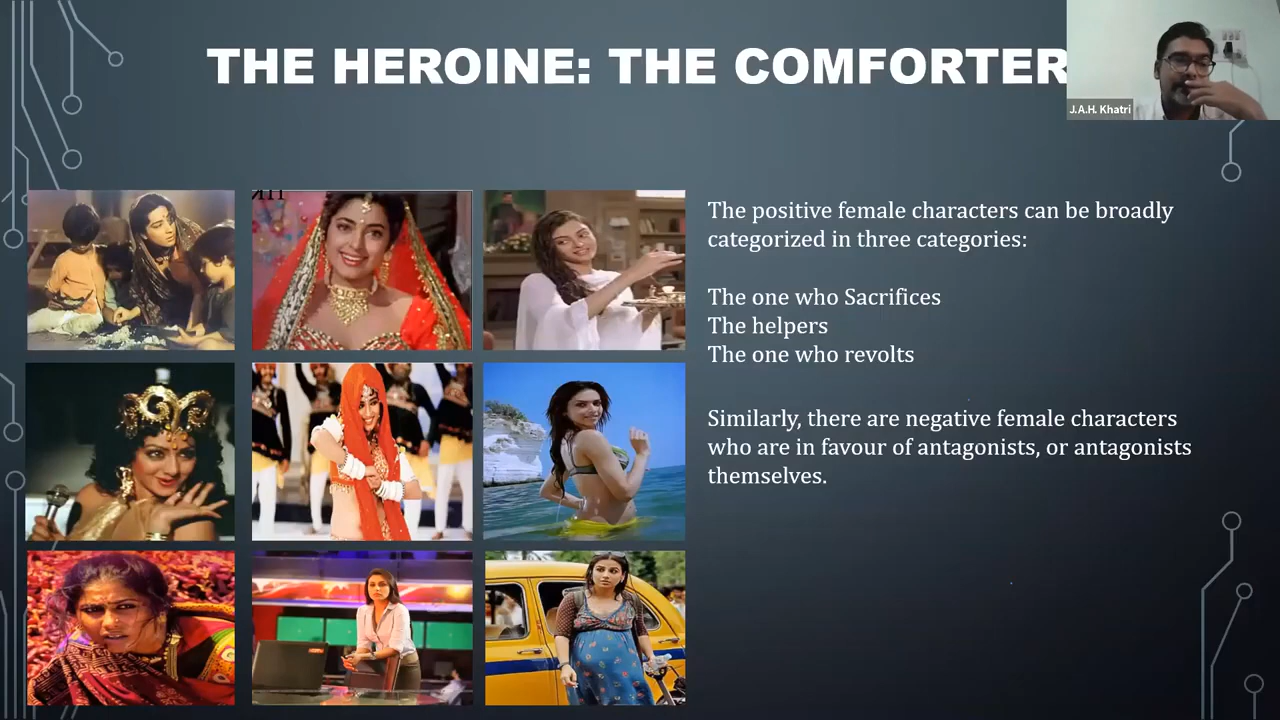 THE HEROINE: THE COMFORTER
J.A.H. Khatri
The positive female characters can be broadly
categorized in three categories:
The one who Sacrifices
The helpers
The one who revolts
Similarly, there are negative female characters
who are in favour of antagonists, or antagonists
themselves.